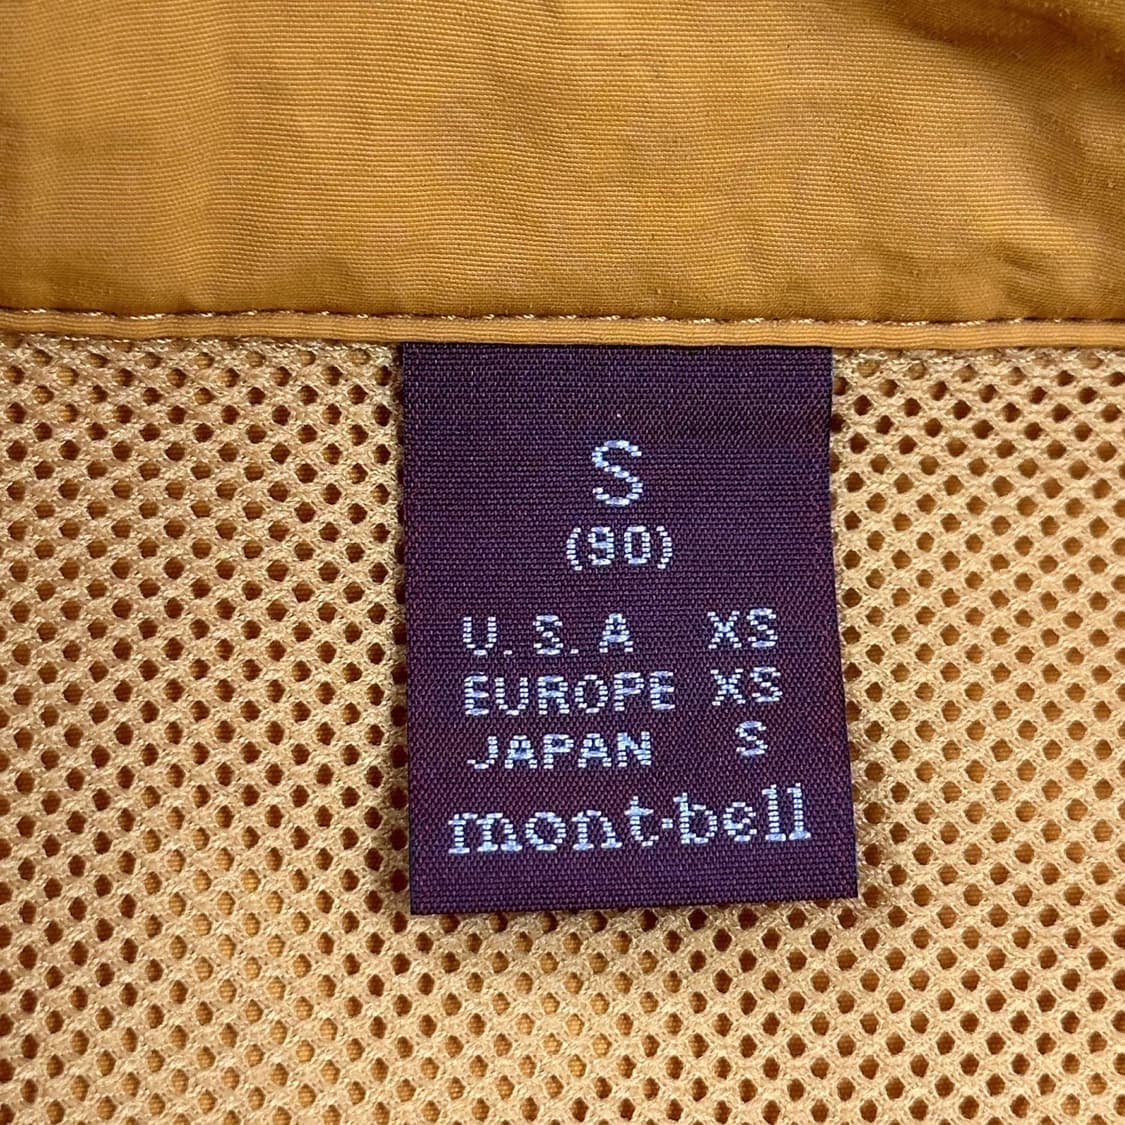 S
(90)
U.S.A XS
EUROPE XS
JAPAN S
mont-bell